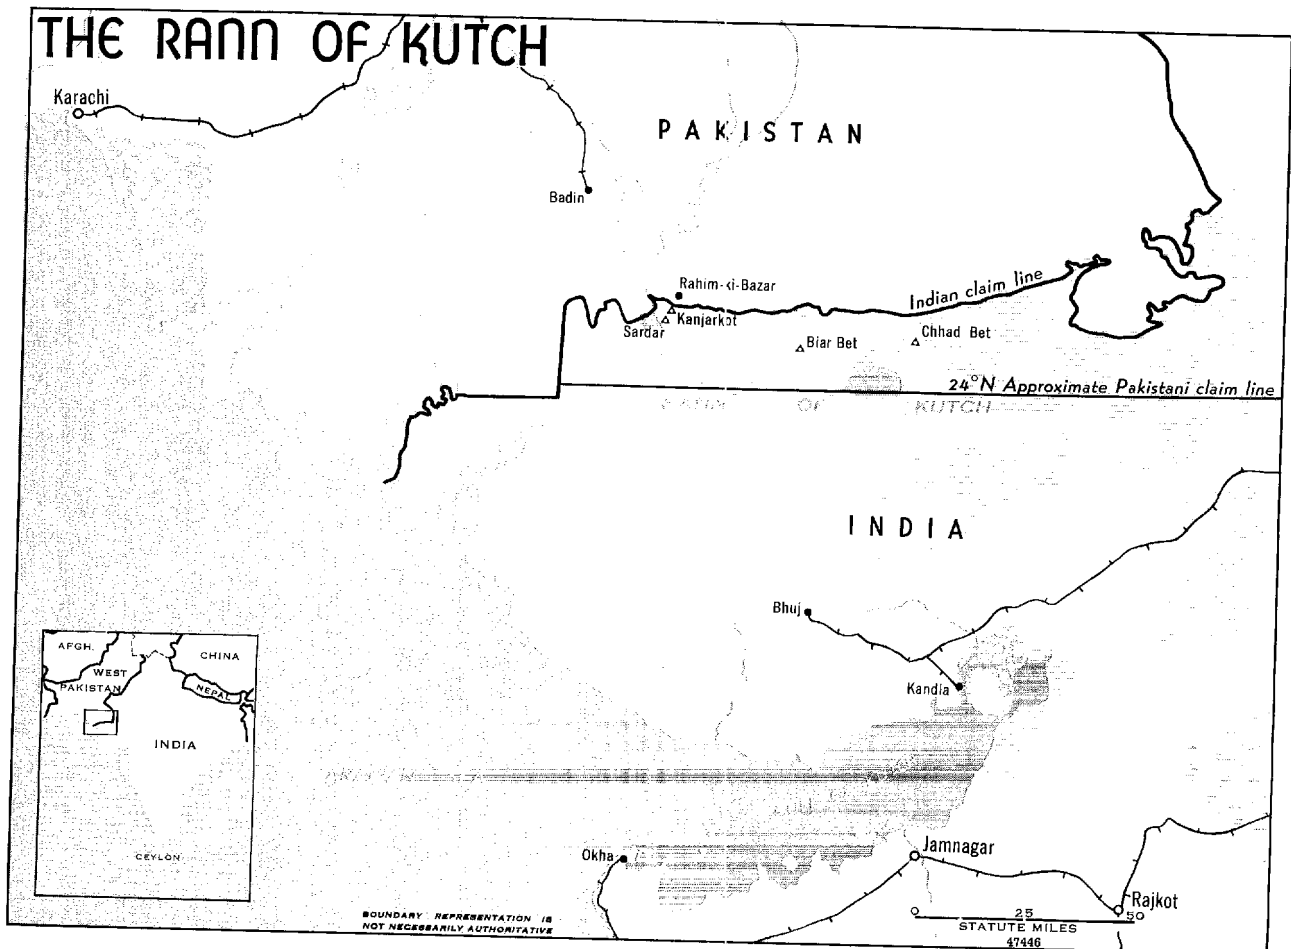 THE RANN OF KUTCH
Karachi
PAKISTAN
Badin
Rahim-ki-Bazar
Indian claim line
Kanjarkot
Sardar
Biar Bet
Chhad Bet
24°N Approximate Pakistani claim line
OF KUTCH
INDIA
Bhuj
Kandla
AFGH.
CHINA
WEST
PAKISTAN
NEPAL
INDIA
CEYLON
Okha
Jamnagar
Rajkot
25 50
STATUTE MILES
47446
BOUNDARY REPRESENTATION IS
NOT NECESSARILY AUTHORITATIVE